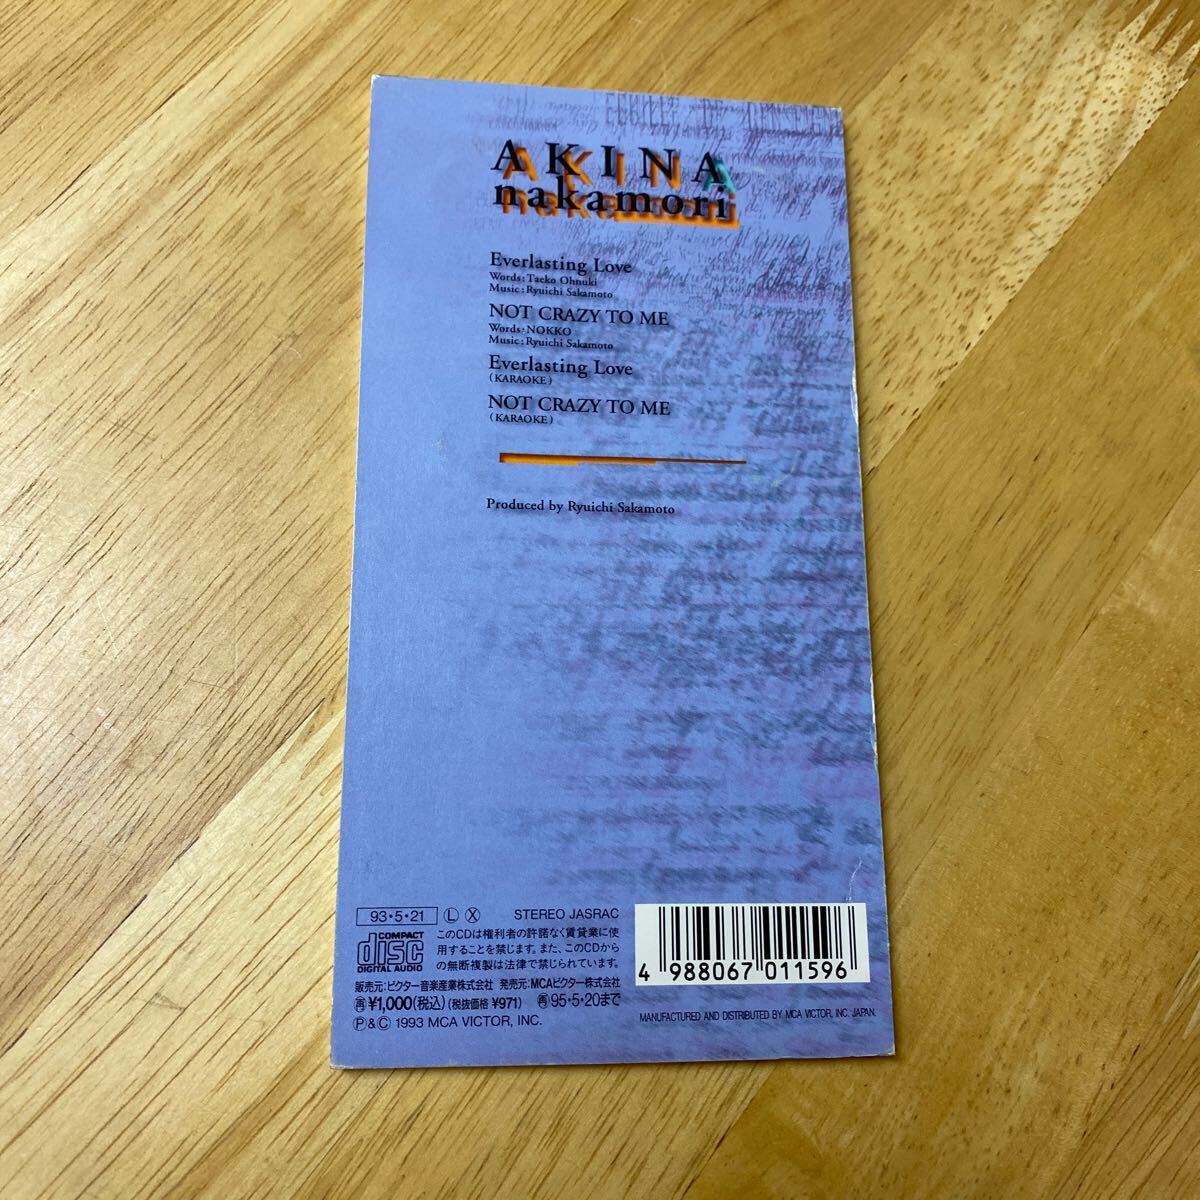 AKINA
nakamori
Everlasting Love
Words:Taeko Ohnuki
Music:Ryuichi Sakamoto
NOT CRAZY TO ME
Words・NOKKO
Music:Ryuichi Sakamoto
Everlasting Love
(KARAOKE)
NOT CRAZY TO ME
(KARAOKE)
Produced by Ryuichi Sakamoto
93・5・21 Ⓛ Ⓧ STEREO JASRAC
COMPACT
disc
DIGITAL AUDIO
このCDは権利者の許諾なく賃貸業に使
用することを禁じます。また、このCDから
の無断複製は法律で禁じられています。
販売元:ビクター音楽産業株式会社 発売元:MCAビクター株式会社
㊢¥1,000(税込)(税抜価格 ¥971) ㊢95・5・20まで
Ⓟ&Ⓒ 1993 MCA VICTOR, INC.
4 988067 011596
MANUFACTURED AND DISTRIBUTED BY MCA VICTOR, INC. JAPAN.